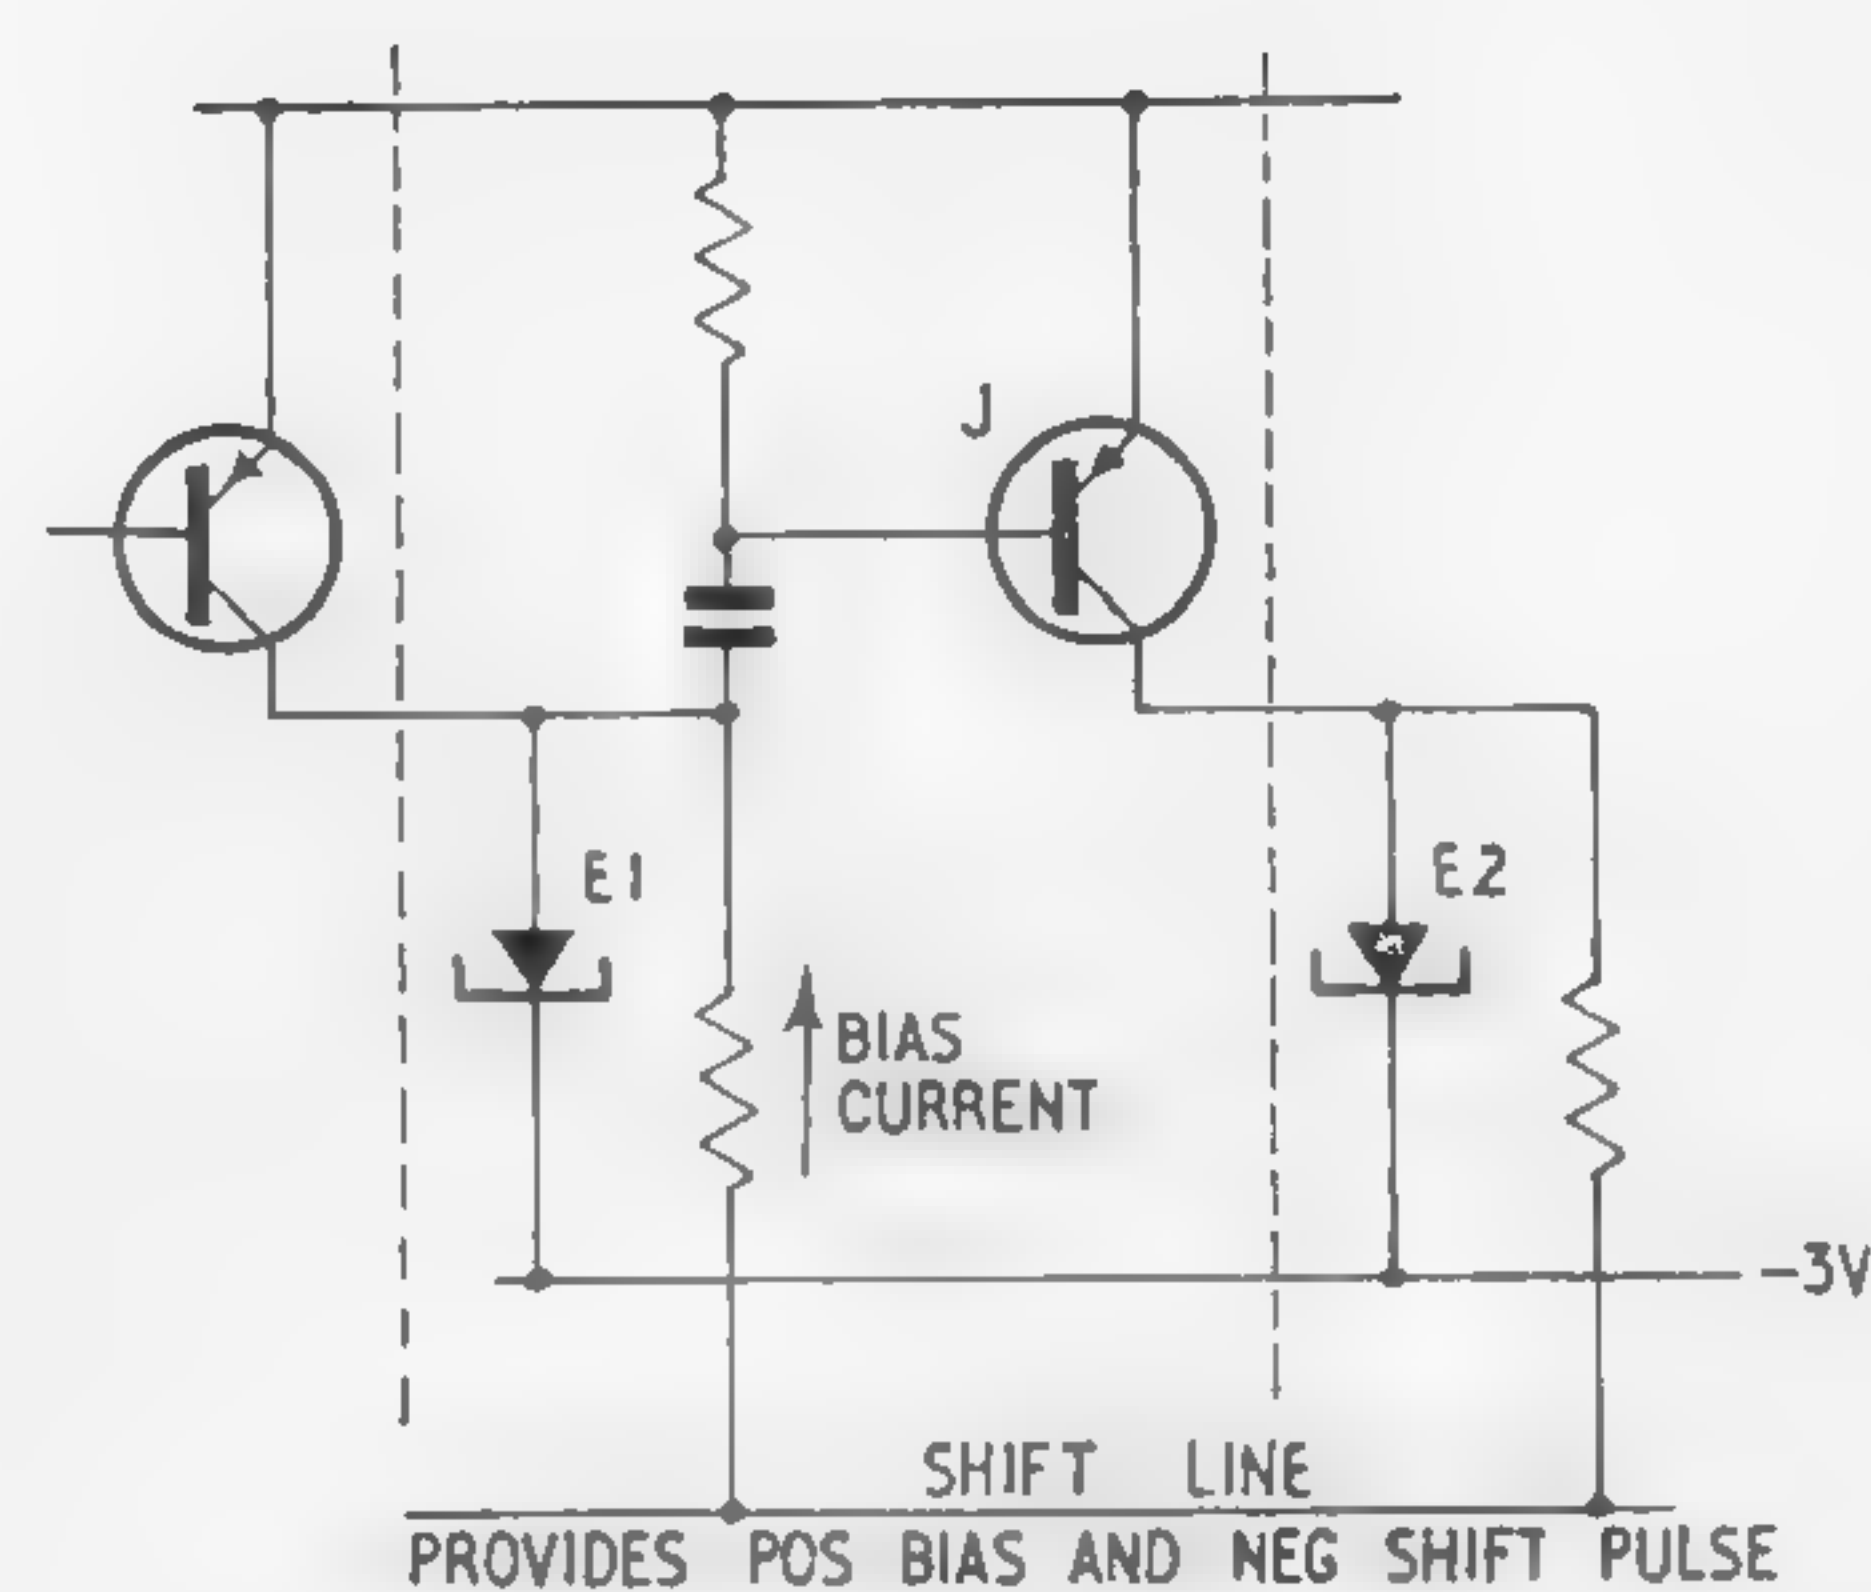 J
E1
E2
BIAS
CURRENT
-3V
SHIFT LINE
PROVIDES POS BIAS AND NEG SHIFT PULSE